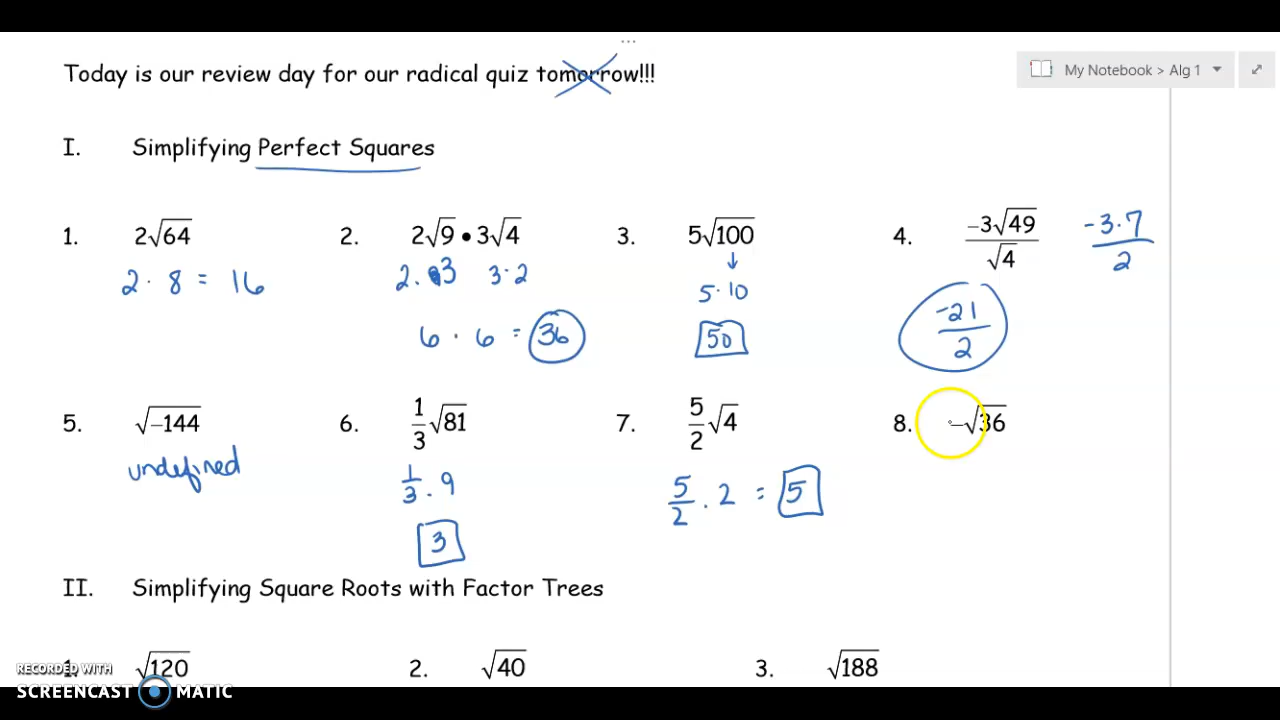 ...
Today is our review day for our radical quiz tomorrow!!!
My Notebook > Alg 1
I. Simplifying Perfect Squares
1. 2√64
2. 2√9 • 3√4
3. 5√100
4. -3√49 / √4
-3·7 / 2
2 · 8 = 16
2 · 3 3·2
5·10
6 · 6 = 36
50
-21 / 2
5. √-144
6. 1/3 √81
7. 5/2 √4
8. -√36
undefined
1/3 · 9
5/2 · 2 = 5
3
II. Simplifying Square Roots with Factor Trees
1. √120
2. √40
3. √188
RECORDED WITH
SCREENCAST MATIC